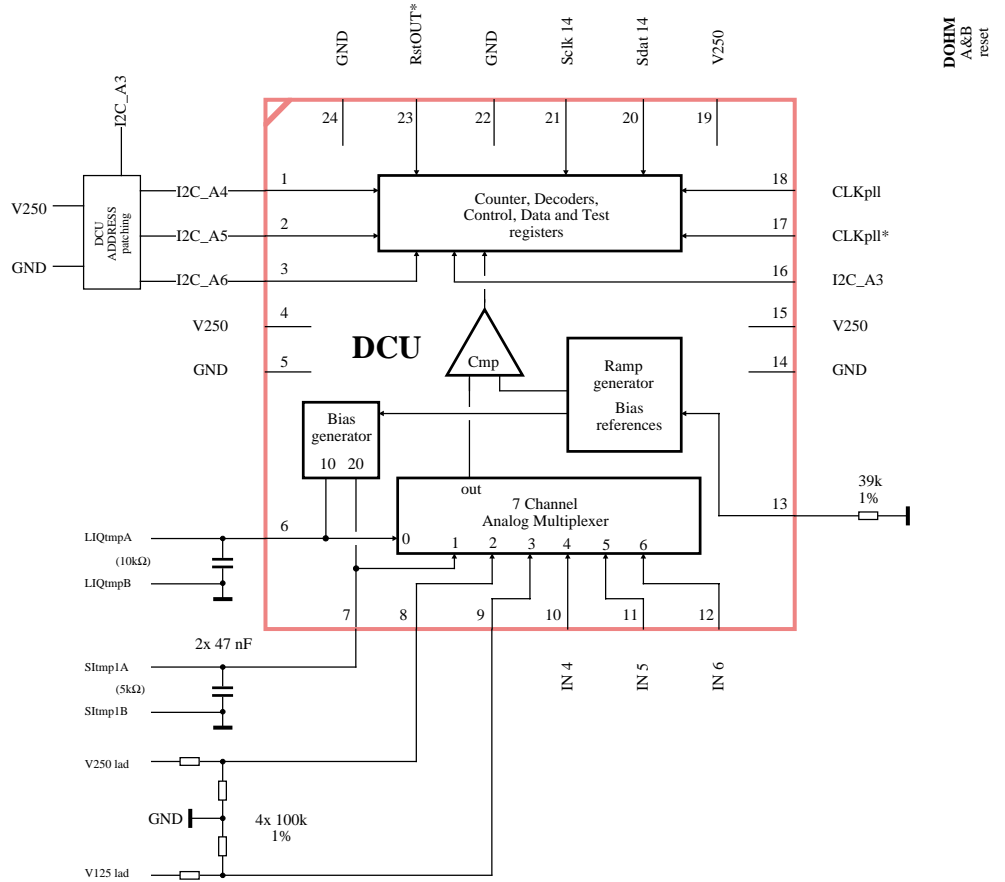 GND
RstOUT*
GND
Sclk 14
Sdat 14
V250
DOHM
A&B
reset
I2C_A3
24
23
22
21
20
19
V250
GND
DCU
ADDRESS
patching
I2C_A4
I2C_A5
I2C_A6
1
2
3
Counter, Decoders,
Control, Data and Test
registers
18
CLKpll
17
CLKpll*
16
I2C_A3
V250
4
15
V250
GND
5
14
GND
DCU
Cmp
Ramp
generator
Bias
references
Bias
generator
10 20
out
7 Channel
Analog Multiplexer
0
1
2
3
4
5
6
13
39k
1%
6
LIQtmpA
(10kΩ)
LIQtmpB
7
8
9
10
11
12
2x 47 nF
SItmp1A
(5kΩ)
SItmp1B
IN 4
IN 5
IN 6
V250 lad
GND
4x 100k
1%
V125 lad